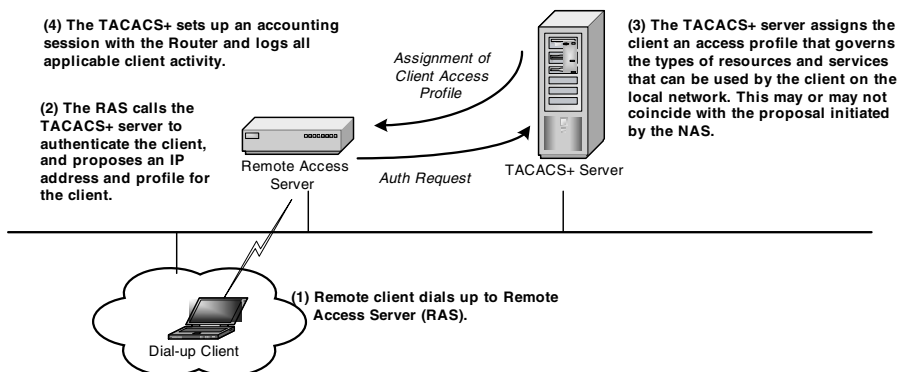 (4) The TACACS+ sets up an accounting
session with the Router and logs all
applicable client activity.
Assignment of
Client Access
Profile
(3) The TACACS+ server assigns the
client an access profile that governs
the types of resources and services
that can be used by the client on the
local network. This may or may not
coincide with the proposal initiated
by the NAS.
(2) The RAS calls the
TACACS+ server to
authenticate the client,
and proposes an IP
address and profile for
the client.
Remote Access
Server
Auth Request
TACACS+ Server
(1) Remote client dials up to Remote
Access Server (RAS).
Dial-up Client